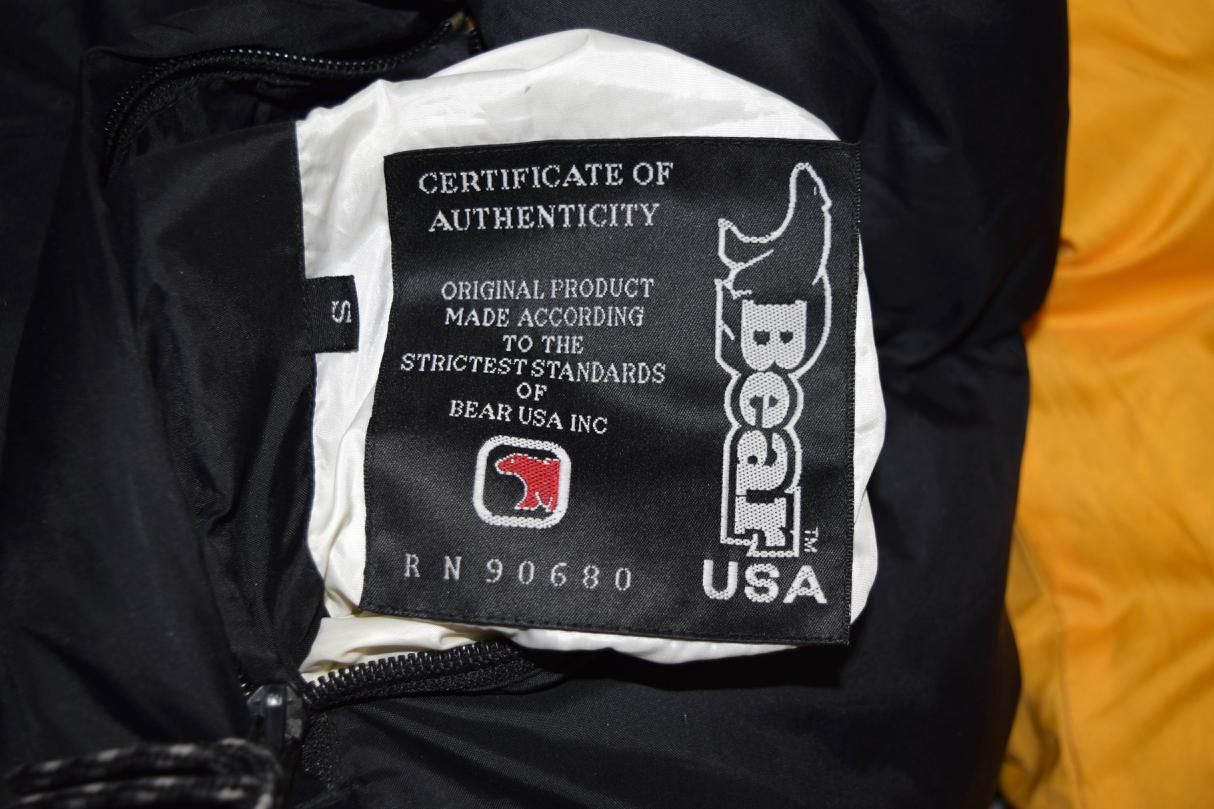 CERTIFICATE OF
AUTHENTICITY
ORIGINAL PRODUCT
MADE ACCORDING
TO THE
STRICTEST STANDARDS
OF
BEAR USA INC
RN 90680
Bear
TM
USA
S